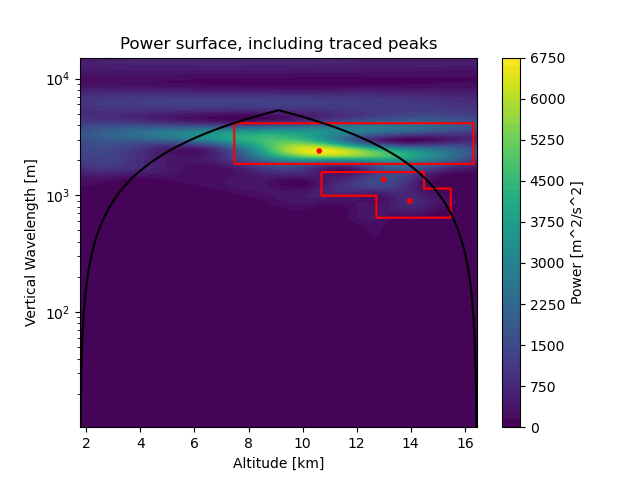 Power surface, including traced peaks
10^4
10^3
10^2
Vertical Wavelength [m]
2 4 6 8 10 12 14 16
Altitude [km]
6750
6000
5250
4500
3750
3000
2250
1500
750
0
Power [m^2/s^2]